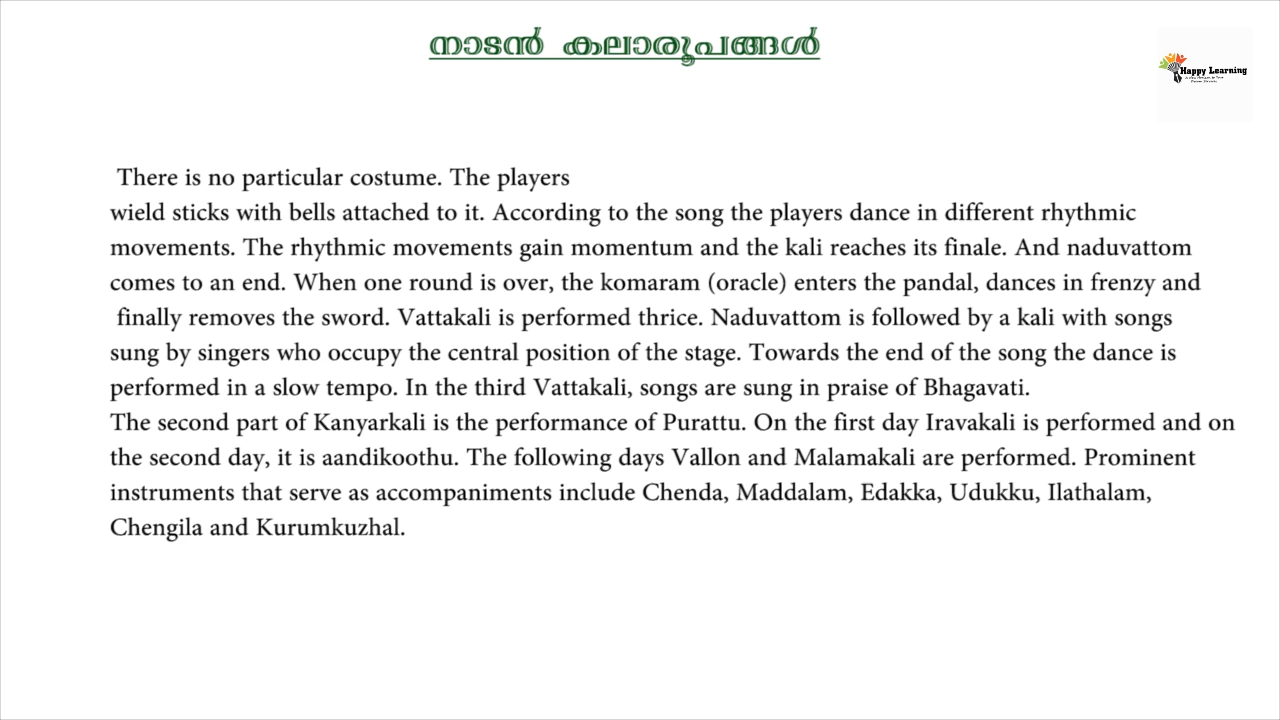 നാടൻ കലാരൂപങ്ങൾ
Happy Learning
There is no particular costume. The players
wield sticks with bells attached to it. According to the song the players dance in different rhythmic
movements. The rhythmic movements gain momentum and the kali reaches its finale. And naduvattom
comes to an end. When one round is over, the komaram (oracle) enters the pandal, dances in frenzy and
finally removes the sword. Vattakali is performed thrice. Naduvattom is followed by a kali with songs
sung by singers who occupy the central position of the stage. Towards the end of the song the dance is
performed in a slow tempo. In the third Vattakali, songs are sung in praise of Bhagavati.
The second part of Kanyarkali is the performance of Purattu. On the first day Iravakali is performed and on
the second day, it is aandikoothu. The following days Vallon and Malamakali are performed. Prominent
instruments that serve as accompaniments include Chenda, Maddalam, Edakka, Udukku, Ilathalam,
Chengila and Kurumkuzhal.